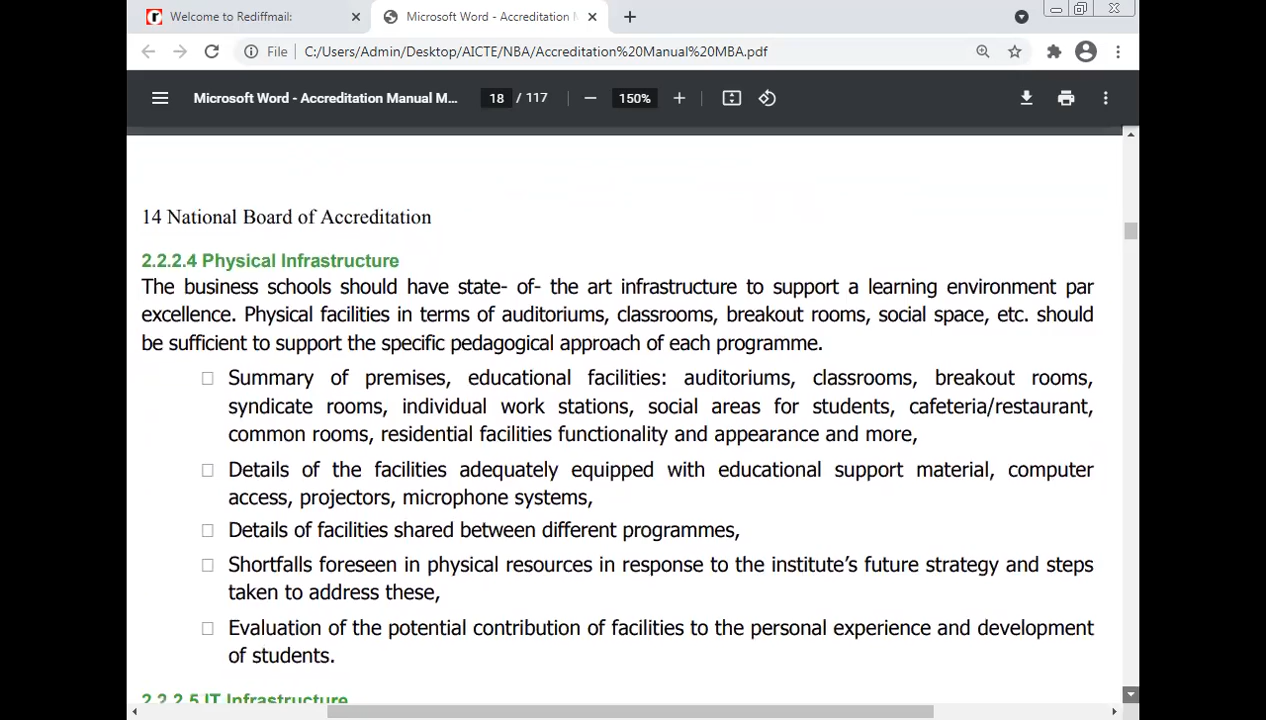 Welcome to Rediffmail:
Microsoft Word - Accreditation M
File
C:/Users/Admin/Desktop/AICTE/NBA/Accreditation%20Manual%20MBA.pdf
Microsoft Word - Accreditation Manual M...
18 / 117
150%
14 National Board of Accreditation
2.2.2.4 Physical Infrastructure
The business schools should have state- of- the art infrastructure to support a learning environment par
excellence. Physical facilities in terms of auditoriums, classrooms, breakout rooms, social space, etc. should
be sufficient to support the specific pedagogical approach of each programme.
Summary of premises, educational facilities: auditoriums, classrooms, breakout rooms,
syndicate rooms, individual work stations, social areas for students, cafeteria/restaurant,
common rooms, residential facilities functionality and appearance and more,
Details of the facilities adequately equipped with educational support material, computer
access, projectors, microphone systems,
Details of facilities shared between different programmes,
Shortfalls foreseen in physical resources in response to the institute's future strategy and steps
taken to address these,
Evaluation of the potential contribution of facilities to the personal experience and development
of students.
2.2.2.5 IT Infrastructure